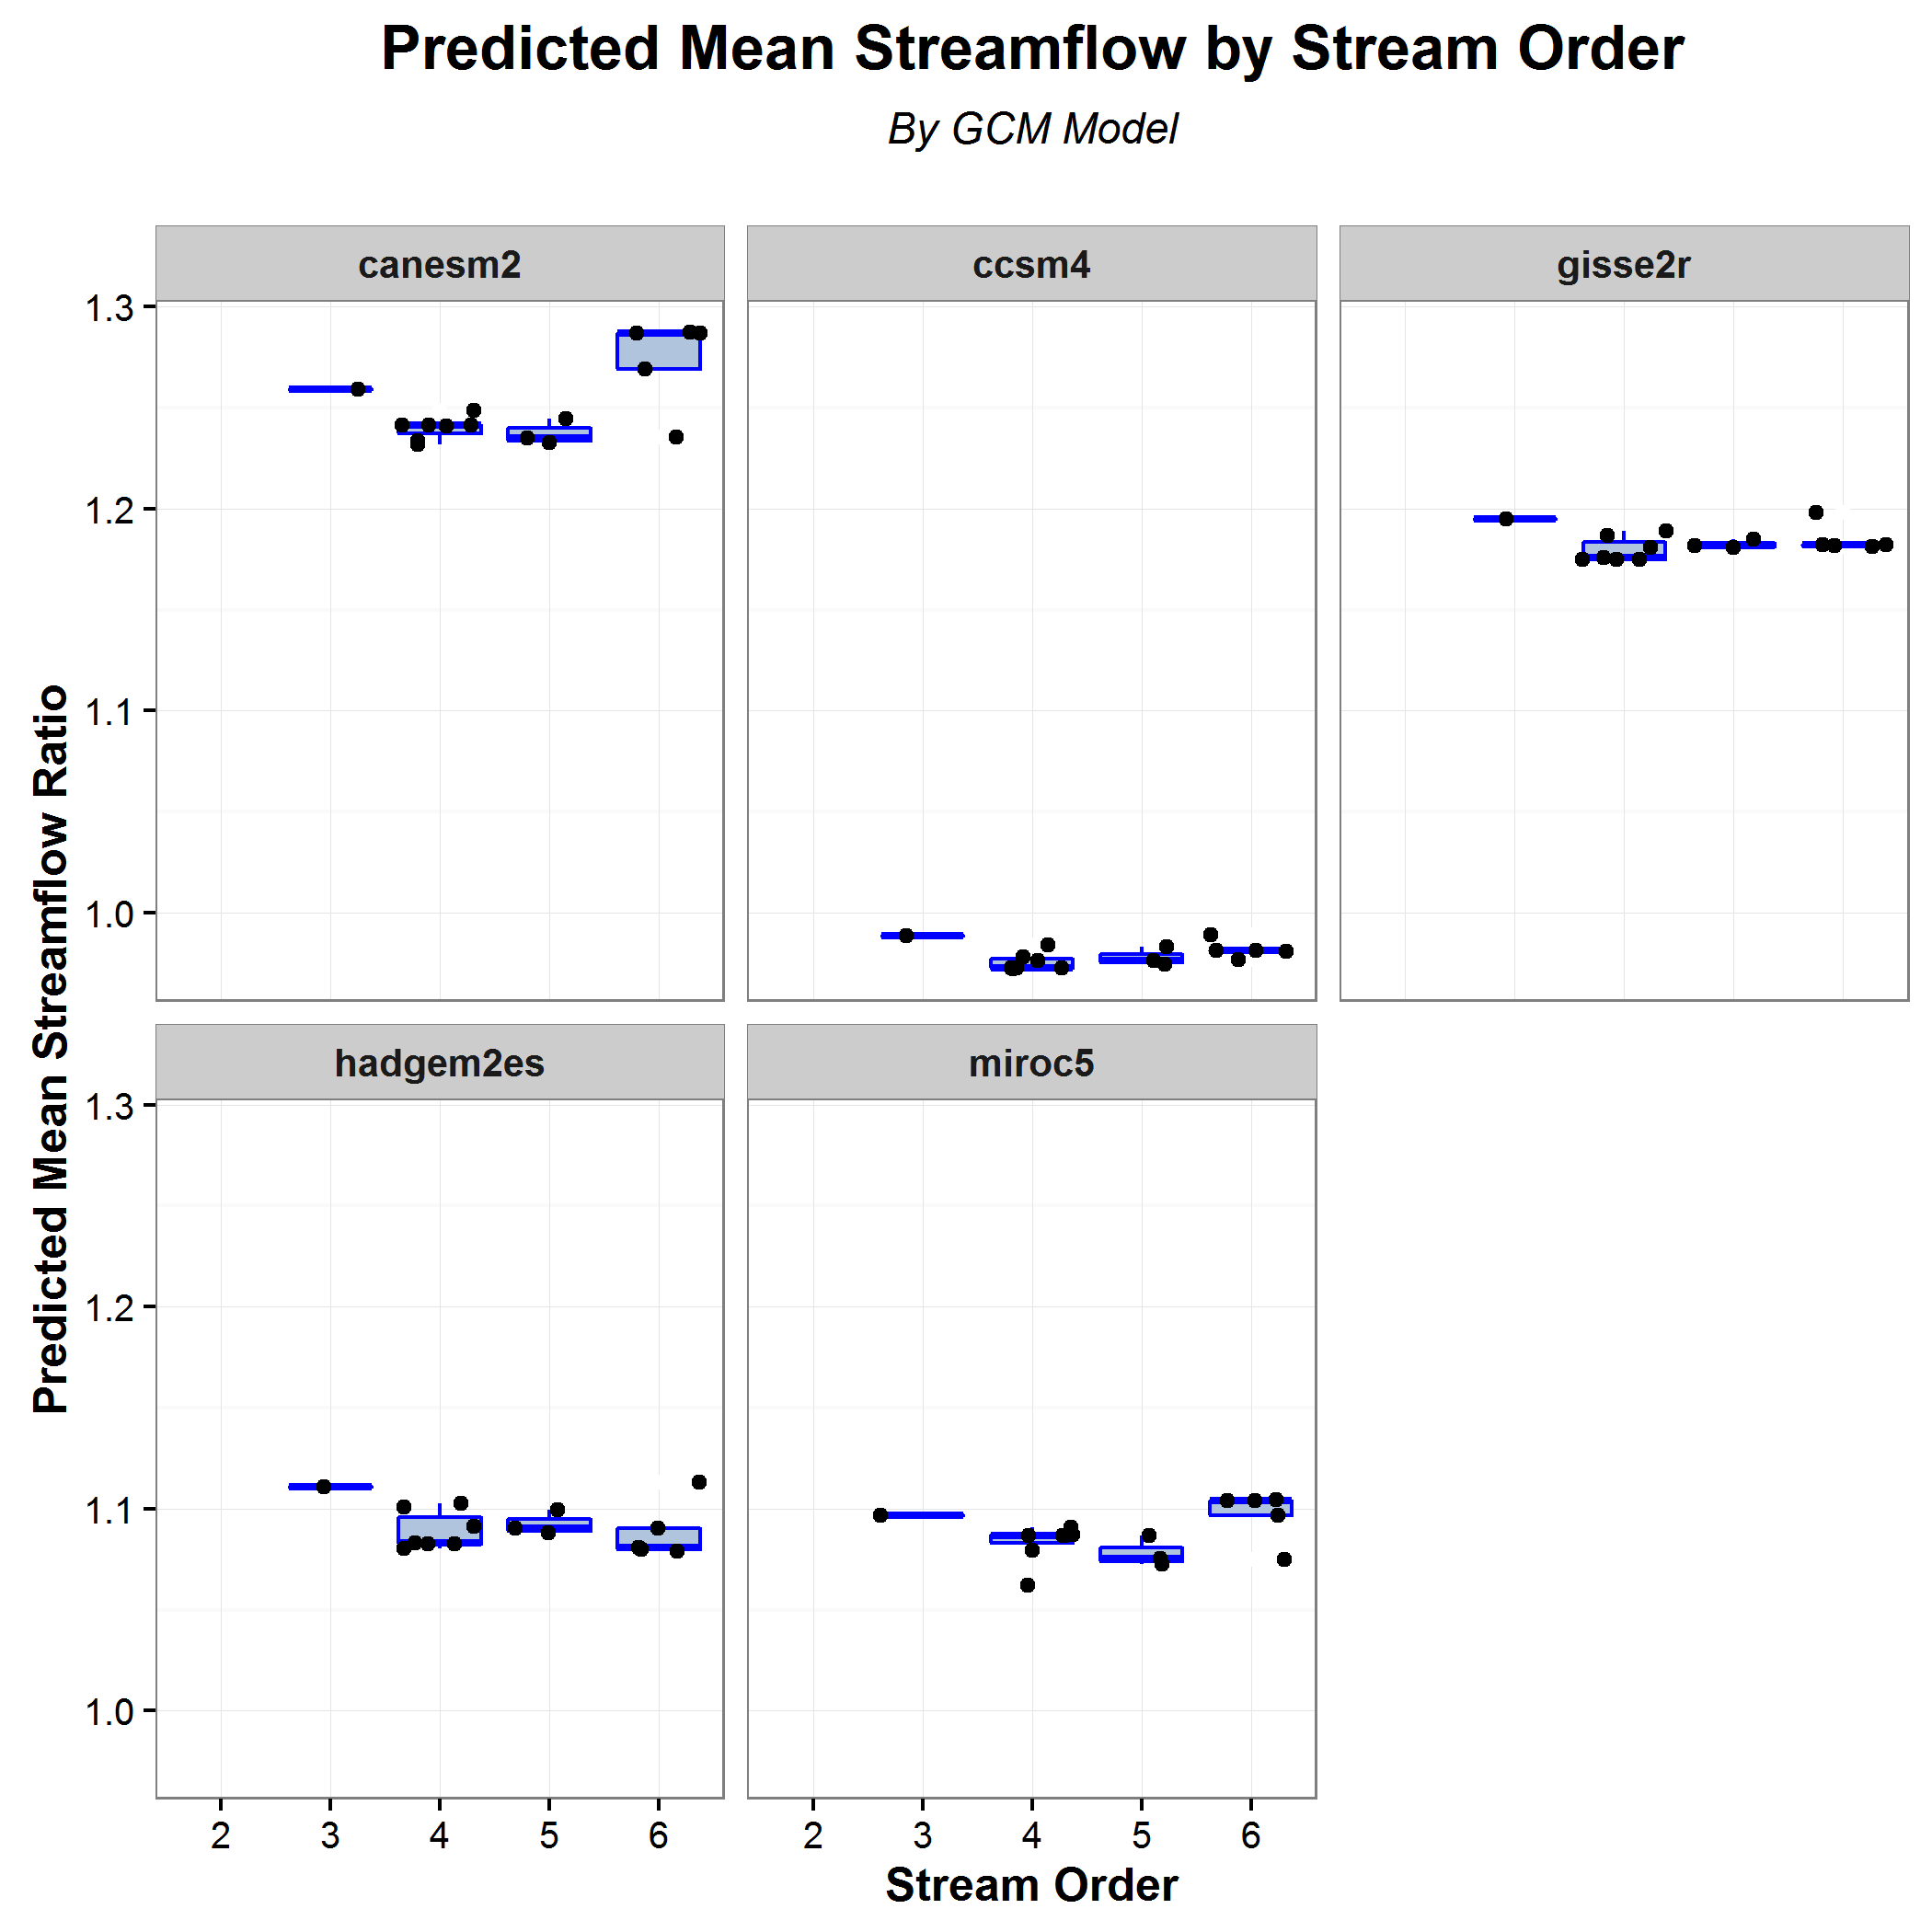 Predicted Mean Streamflow by Stream Order
By GCM Model
canesm2
ccsm4
gisse2r
1.3
1.2
1.1
1.0
Predicted Mean Streamflow Ratio
hadgem2es
miroc5
1.3
1.2
1.1
1.0
2 3 4 5 6
2 3 4 5 6
Stream Order